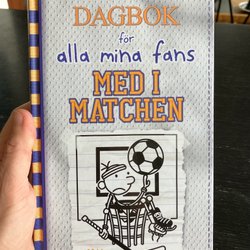 DAGBOK
för
alla mina fans
MED I
MATCHEN